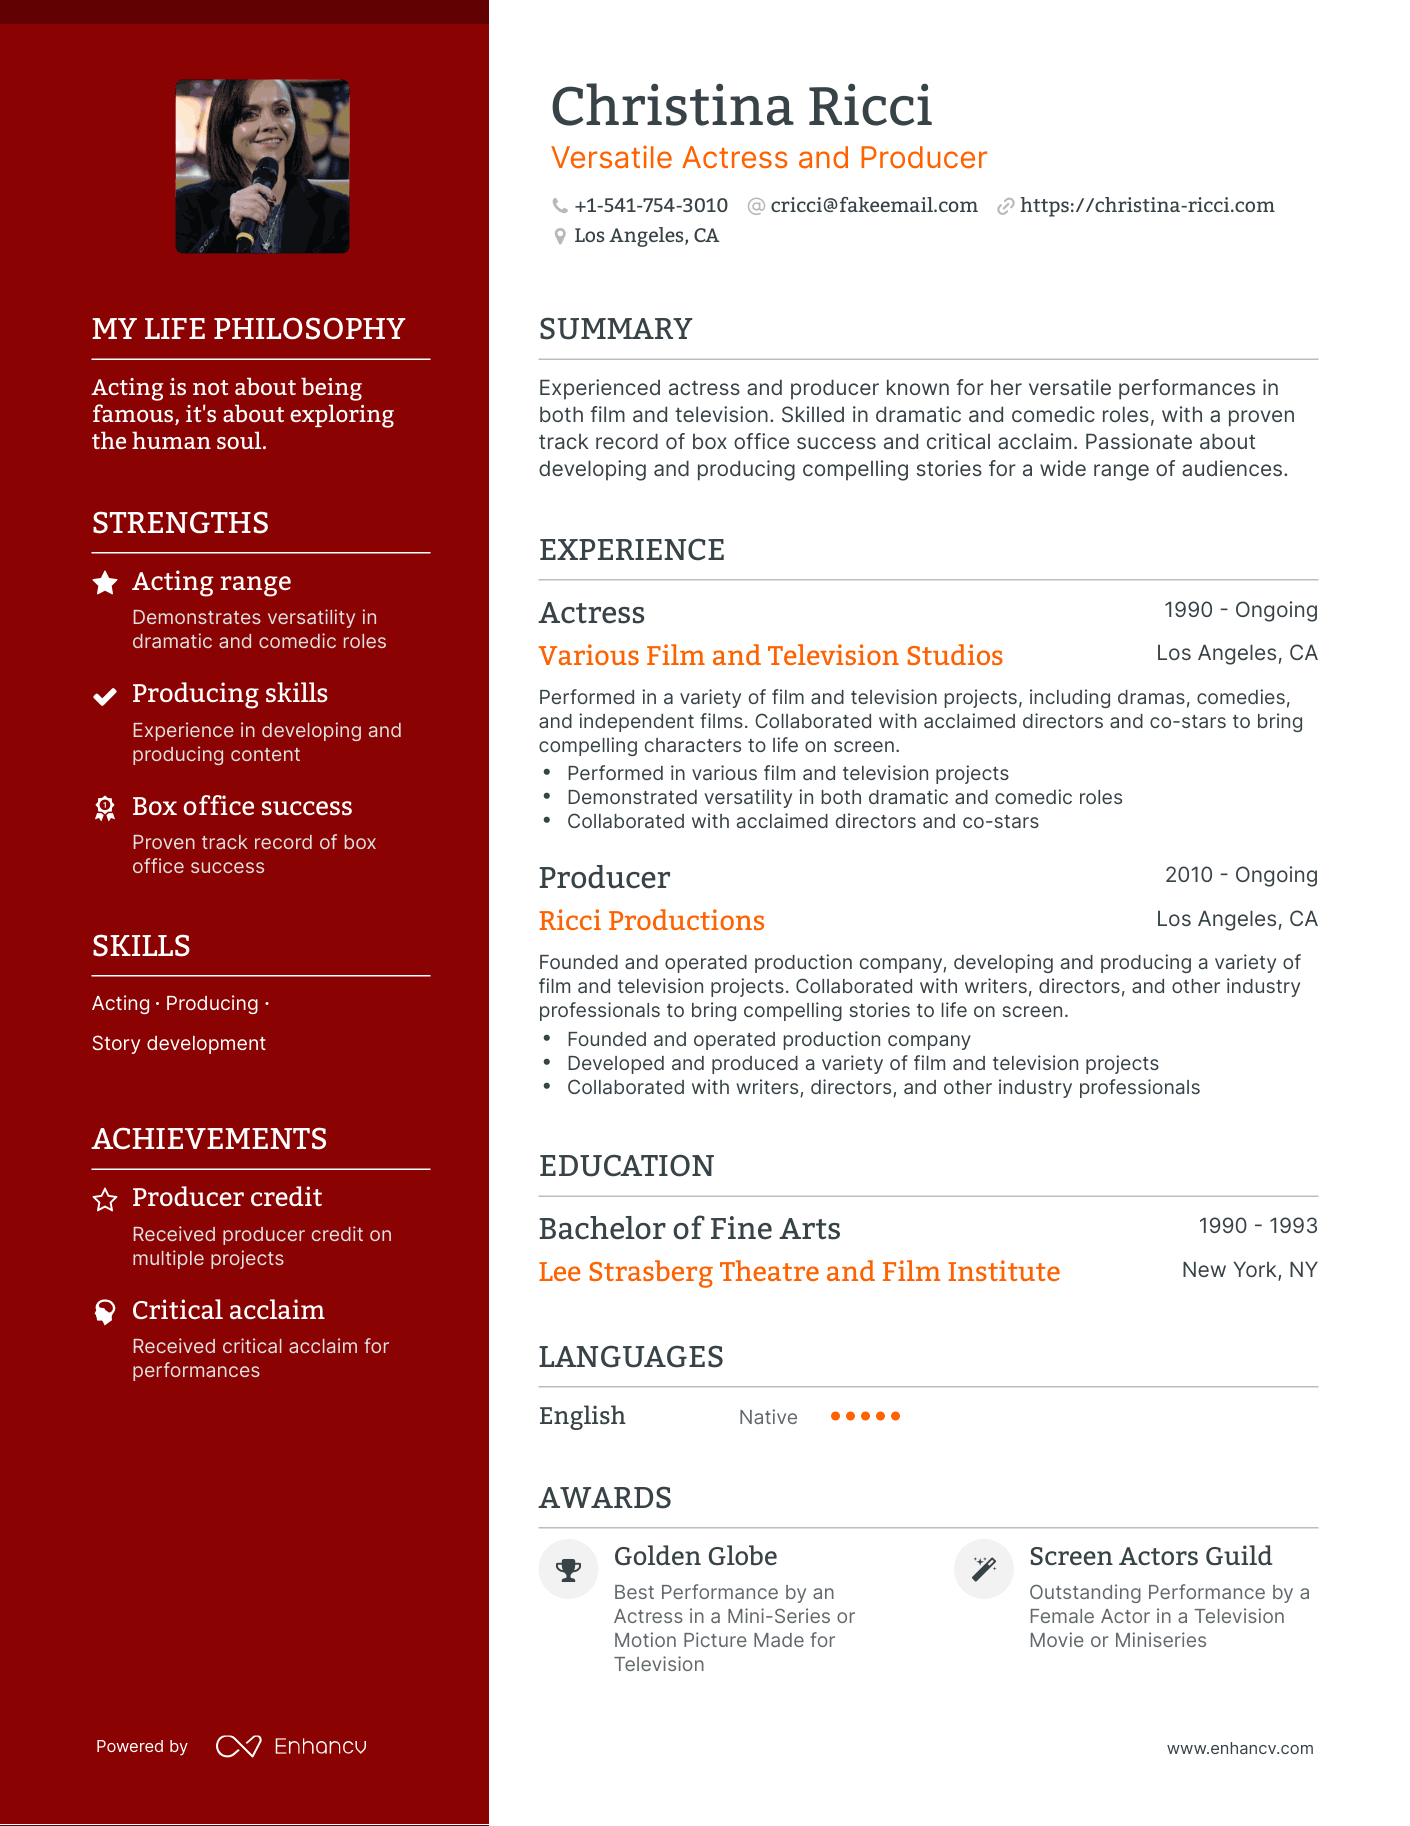 Christina Ricci
Versatile Actress and Producer
+1-541-754-3010 @ cricci@fakeemail.com https://christina-ricci.com
Los Angeles, CA
MY LIFE PHILOSOPHY
Acting is not about being
famous, it's about exploring
the human soul.
STRENGTHS
Acting range
Demonstrates versatility in
dramatic and comedic roles
Producing skills
Experience in developing and
producing content
Box office success
Proven track record of box
office success
SKILLS
Acting · Producing ·
Story development
ACHIEVEMENTS
Producer credit
Received producer credit on
multiple projects
Critical acclaim
Received critical acclaim for
performances
SUMMARY
Experienced actress and producer known for her versatile performances in
both film and television. Skilled in dramatic and comedic roles, with a proven
track record of box office success and critical acclaim. Passionate about
developing and producing compelling stories for a wide range of audiences.
EXPERIENCE
Actress 1990 - Ongoing
Various Film and Television Studios Los Angeles, CA
Performed in a variety of film and television projects, including dramas, comedies,
and independent films. Collaborated with acclaimed directors and co-stars to bring
compelling characters to life on screen.
• Performed in various film and television projects
• Demonstrated versatility in both dramatic and comedic roles
• Collaborated with acclaimed directors and co-stars
Producer 2010 - Ongoing
Ricci Productions Los Angeles, CA
Founded and operated production company, developing and producing a variety of
film and television projects. Collaborated with writers, directors, and other industry
professionals to bring compelling stories to life on screen.
• Founded and operated production company
• Developed and produced a variety of film and television projects
• Collaborated with writers, directors, and other industry professionals
EDUCATION
Bachelor of Fine Arts 1990 - 1993
Lee Strasberg Theatre and Film Institute New York, NY
LANGUAGES
English Native
AWARDS
Golden Globe
Best Performance by an
Actress in a Mini-Series or
Motion Picture Made for
Television
Screen Actors Guild
Outstanding Performance by a
Female Actor in a Television
Movie or Miniseries
Powered by Enhancv
www.enhancv.com